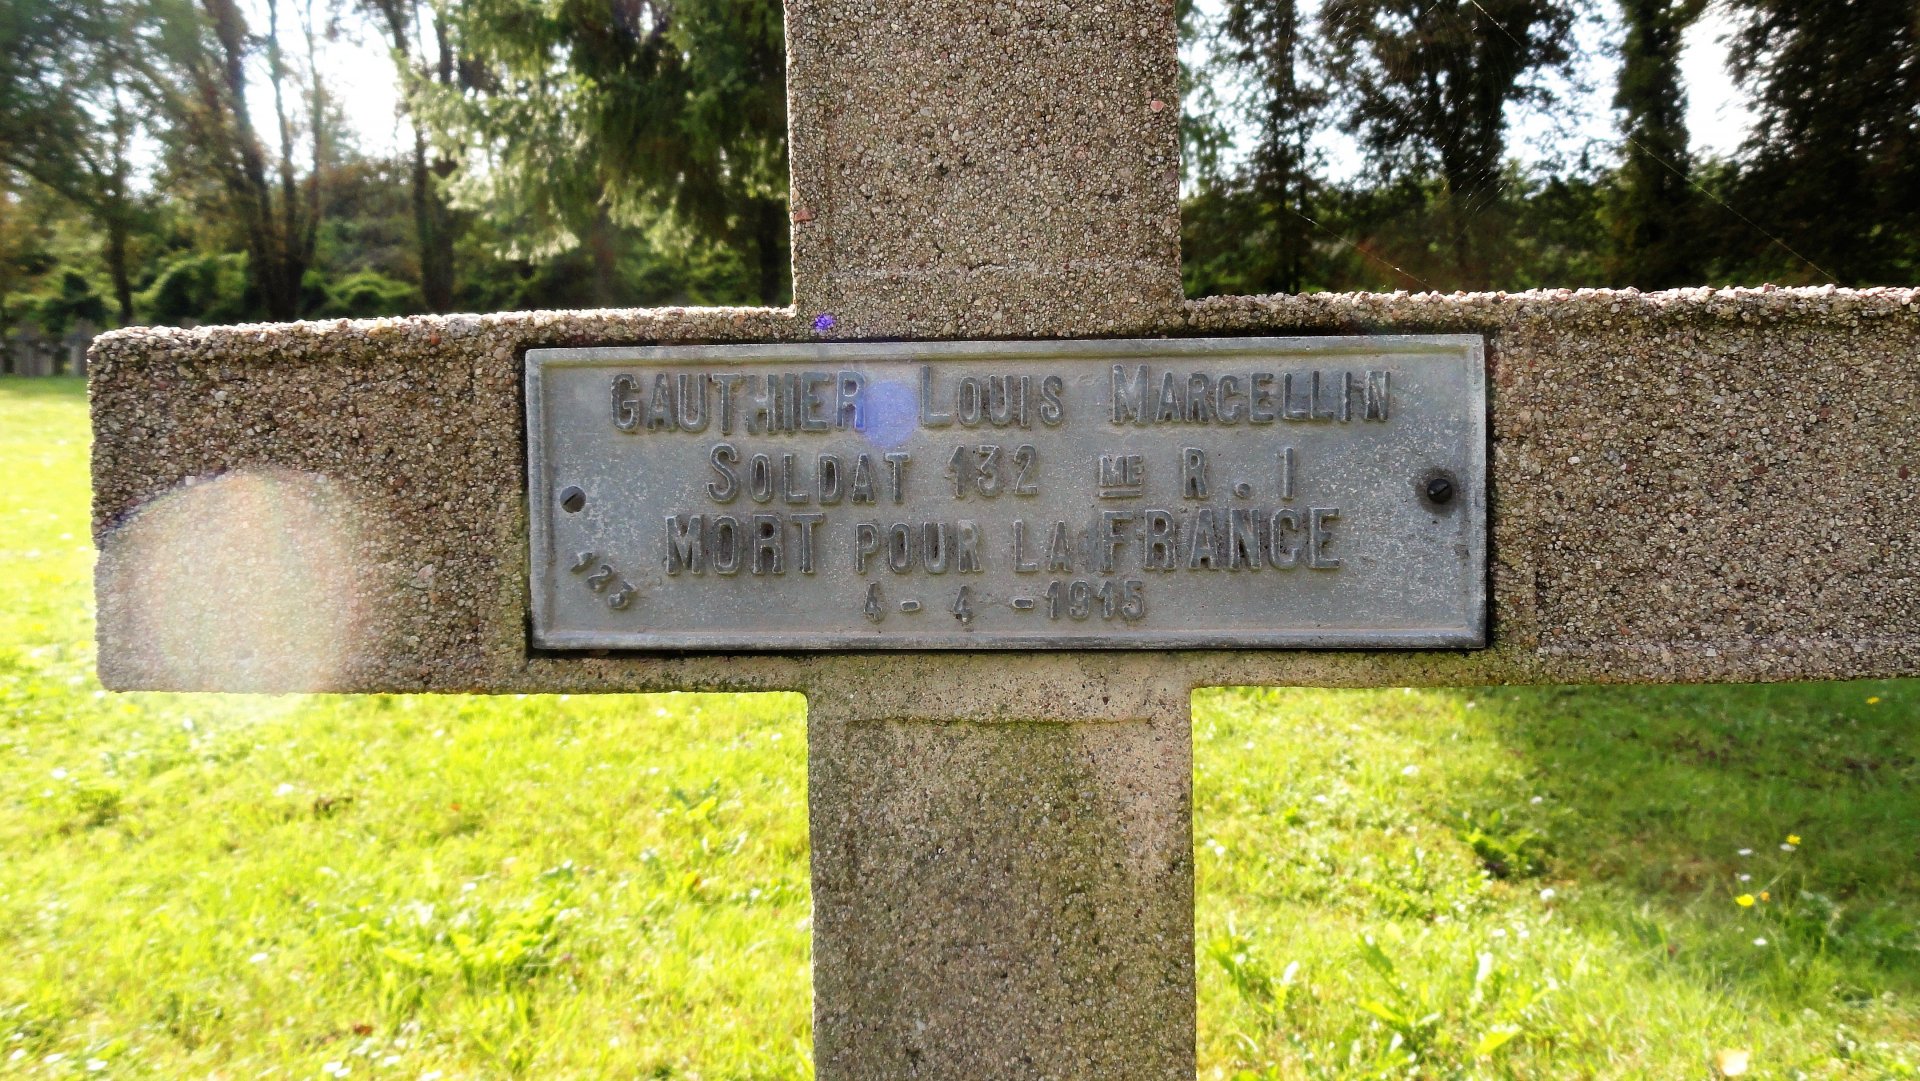 GAUTHIER LOUIS MARCELLIN
SOLDAT 132 ME R.I
MORT POUR LA FRANCE
4-4-1915
123